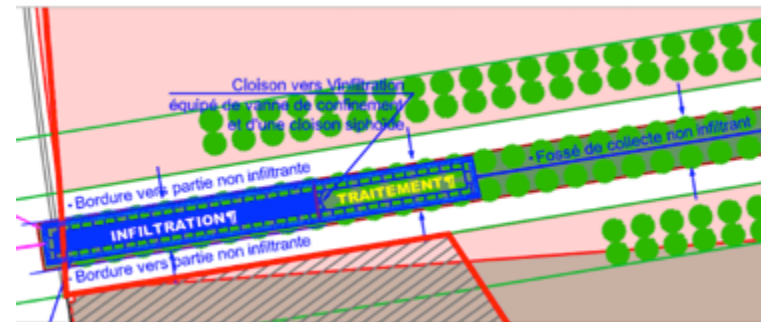 Cloison vers Vinfiltration
équipé de vanne de confinement
et d'une cloison siphoïde
• Fossé de collecte non infiltrant
• Bordure vers partie non infiltrante
TRAITEMENT¶
INFILTRATION¶
• Bordure vers partie non infiltrante